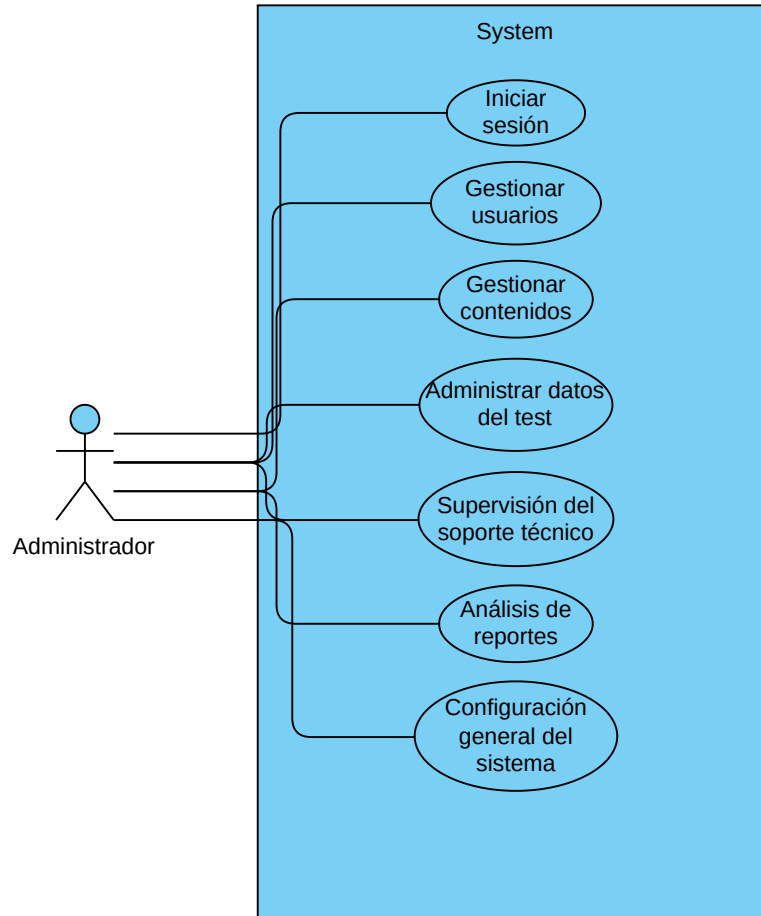 System
Iniciar
sesión
Gestionar
usuarios
Gestionar
contenidos
Administrar datos
del test
Supervisión del
soporte técnico
Administrador
Análisis de
reportes
Configuración
general del
sistema